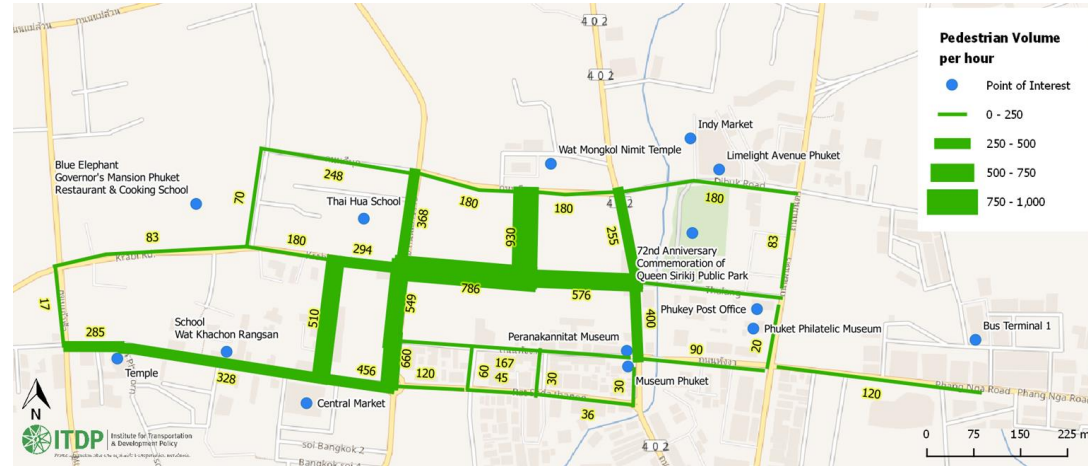 402
402
Pedestrian Volume
per hour
Point of Interest
0 - 250
250 - 500
500 - 750
750 - 1,000
Indy Market
Wat Mongkol Nimit Temple
Limelight Avenue Phuket
Blue Elephant
Governor's Mansion Phuket
Restaurant & Cooking School
248
Thai Hua School
70
180
180
Dibuk Road
180
368
930
255
83
180
294
83
Krabi Rd.
72nd Anniversary
Commemoration of
Queen Sirikij Public Park
786
576
Thalang
17
510
549
400
Phukey Post Office
Phuket Philatelic Museum
Bus Terminal 1
285
School
Wat Khachon Rangsan
Peranakannitat Museum
90
20
Temple
328
456
660
120
60
167
45
30
30
Museum Phuket
36
120
Phang Nga Road
Phang Nga Road
Central Market
N
ITDP
Institute for Transportation
& Development Policy
soi Bangkok 2
402
0 75 150 225 m